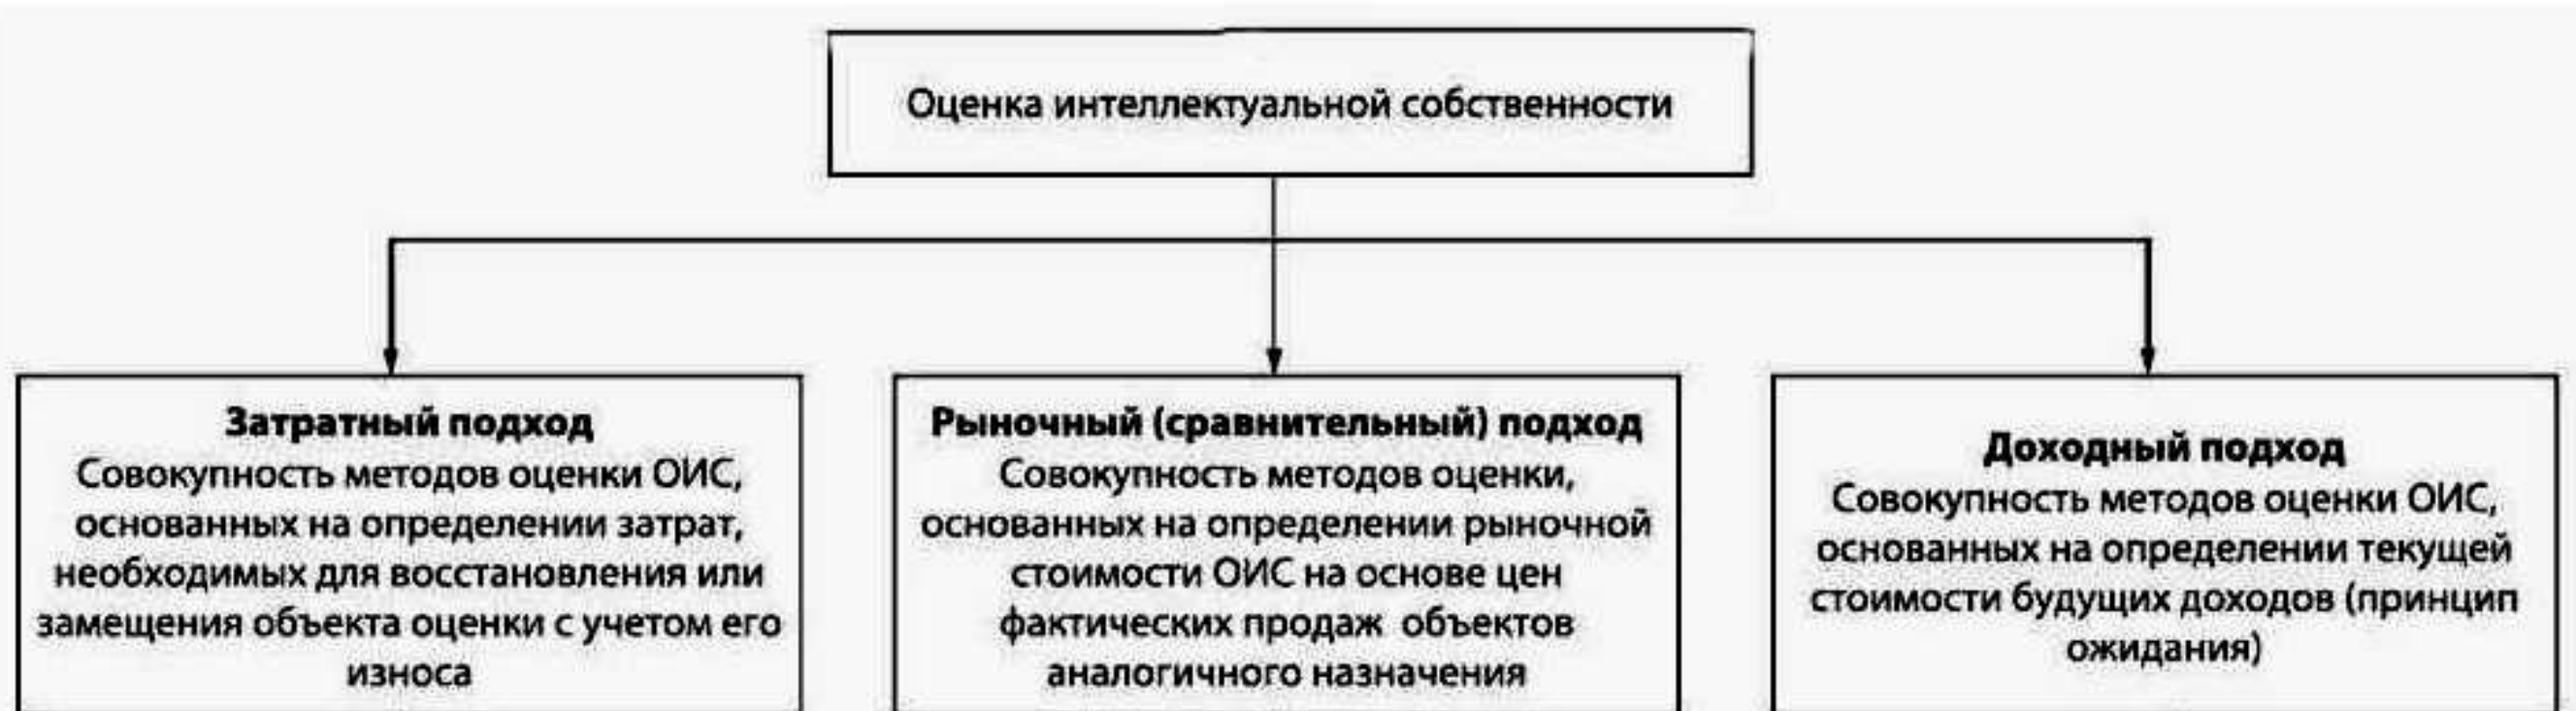 Оценка интеллектуальной собственности
Затратный подход
Совокупность методов оценки ОИС,
основанных на определении затрат,
необходимых для восстановления или
замещения объекта оценки с учетом его
износа
Рыночный (сравнительный) подход
Совокупность методов оценки,
основанных на определении рыночной
стоимости ОИС на основе цен
фактических продаж объектов
аналогичного назначения
Доходный подход
Совокупность методов оценки ОИС,
основанных на определении текущей
стоимости будущих доходов (принцип
ожидания)